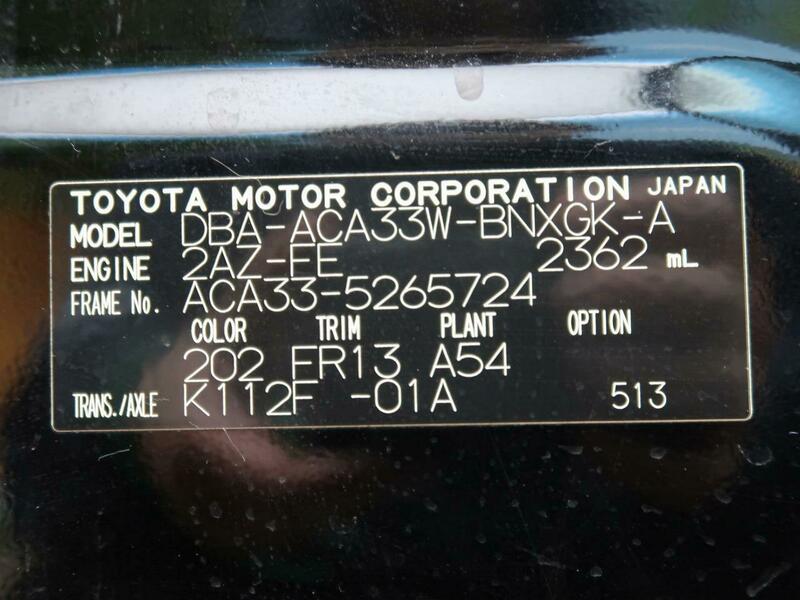 TOYOTA MOTOR CORPORATION JAPAN
MODEL DBA-ACA33W-BNXGK-A
ENGINE 2AZ-FE 2362 mL
FRAME No. ACA33-5265724
COLOR TRIM PLANT OPTION
202 FR13 A54
TRANS./AXLE K112F -01A 513